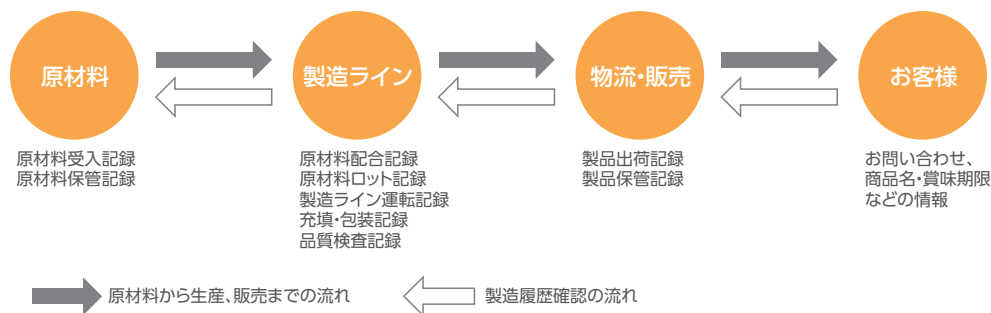 原材料
製造ライン
物流・販売
お客様
原材料受入記録
原材料保管記録
原材料配合記録
原材料ロット記録
製造ライン運転記録
充填・包装記録
品質検査記録
製品出荷記録
製品保管記録
お問い合わせ、
商品名・賞味期限
などの情報
原材料から生産、販売までの流れ
製造履歴確認の流れ